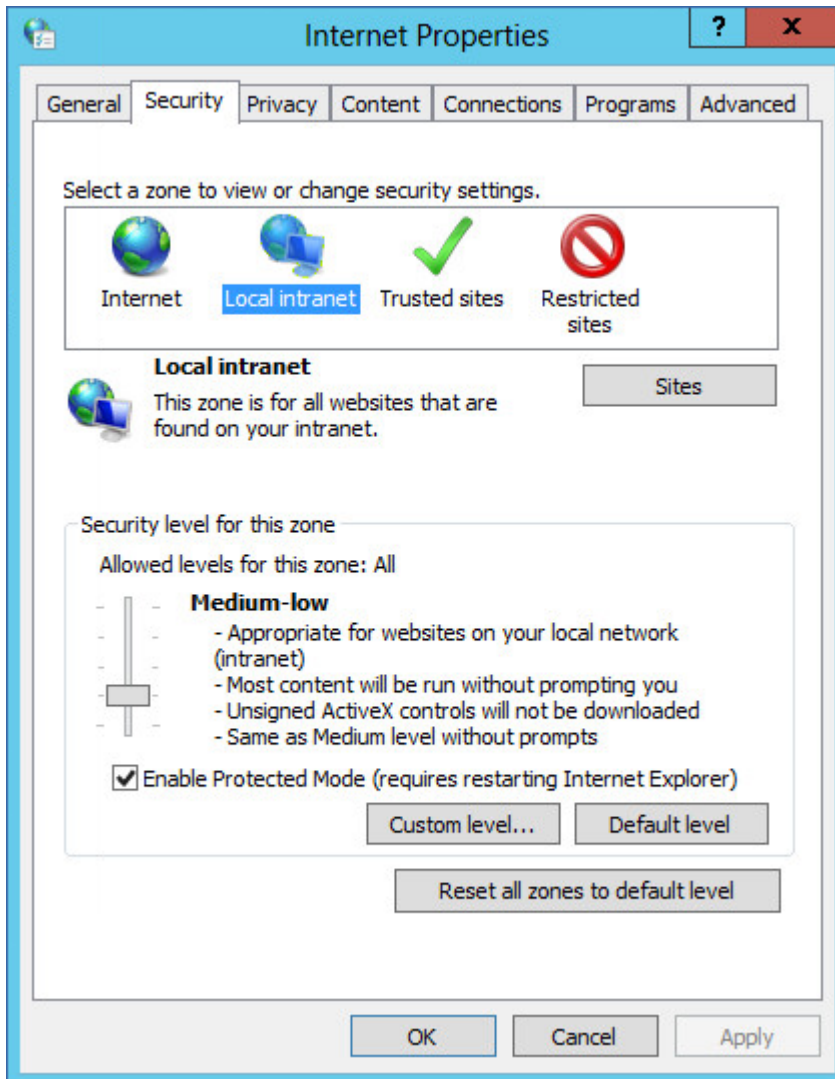 Internet Properties
?
x
General Security Privacy Content Connections Programs Advanced
Select a zone to view or change security settings.
Internet Local intranet Trusted sites Restricted
sites
Local intranet
Sites
This zone is for all websites that are
found on your intranet.
Security level for this zone
Allowed levels for this zone: All
Medium-low
- Appropriate for websites on your local network
(intranet)
- Most content will be run without prompting you
- Unsigned ActiveX controls will not be downloaded
- Same as Medium level without prompts
Enable Protected Mode (requires restarting Internet Explorer)
Custom level... Default level
Reset all zones to default level
OK Cancel Apply